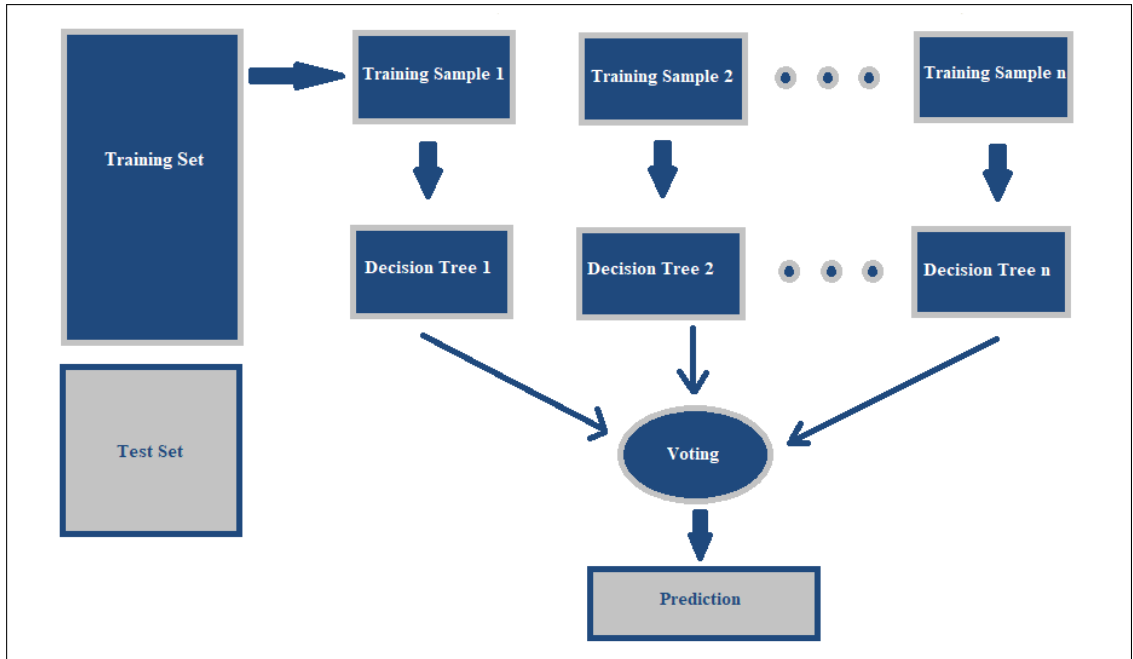 Training Set
Training Sample 1
Training Sample 2
Training Sample n
Decision Tree 1
Decision Tree 2
Decision Tree n
Test Set
Voting
Prediction